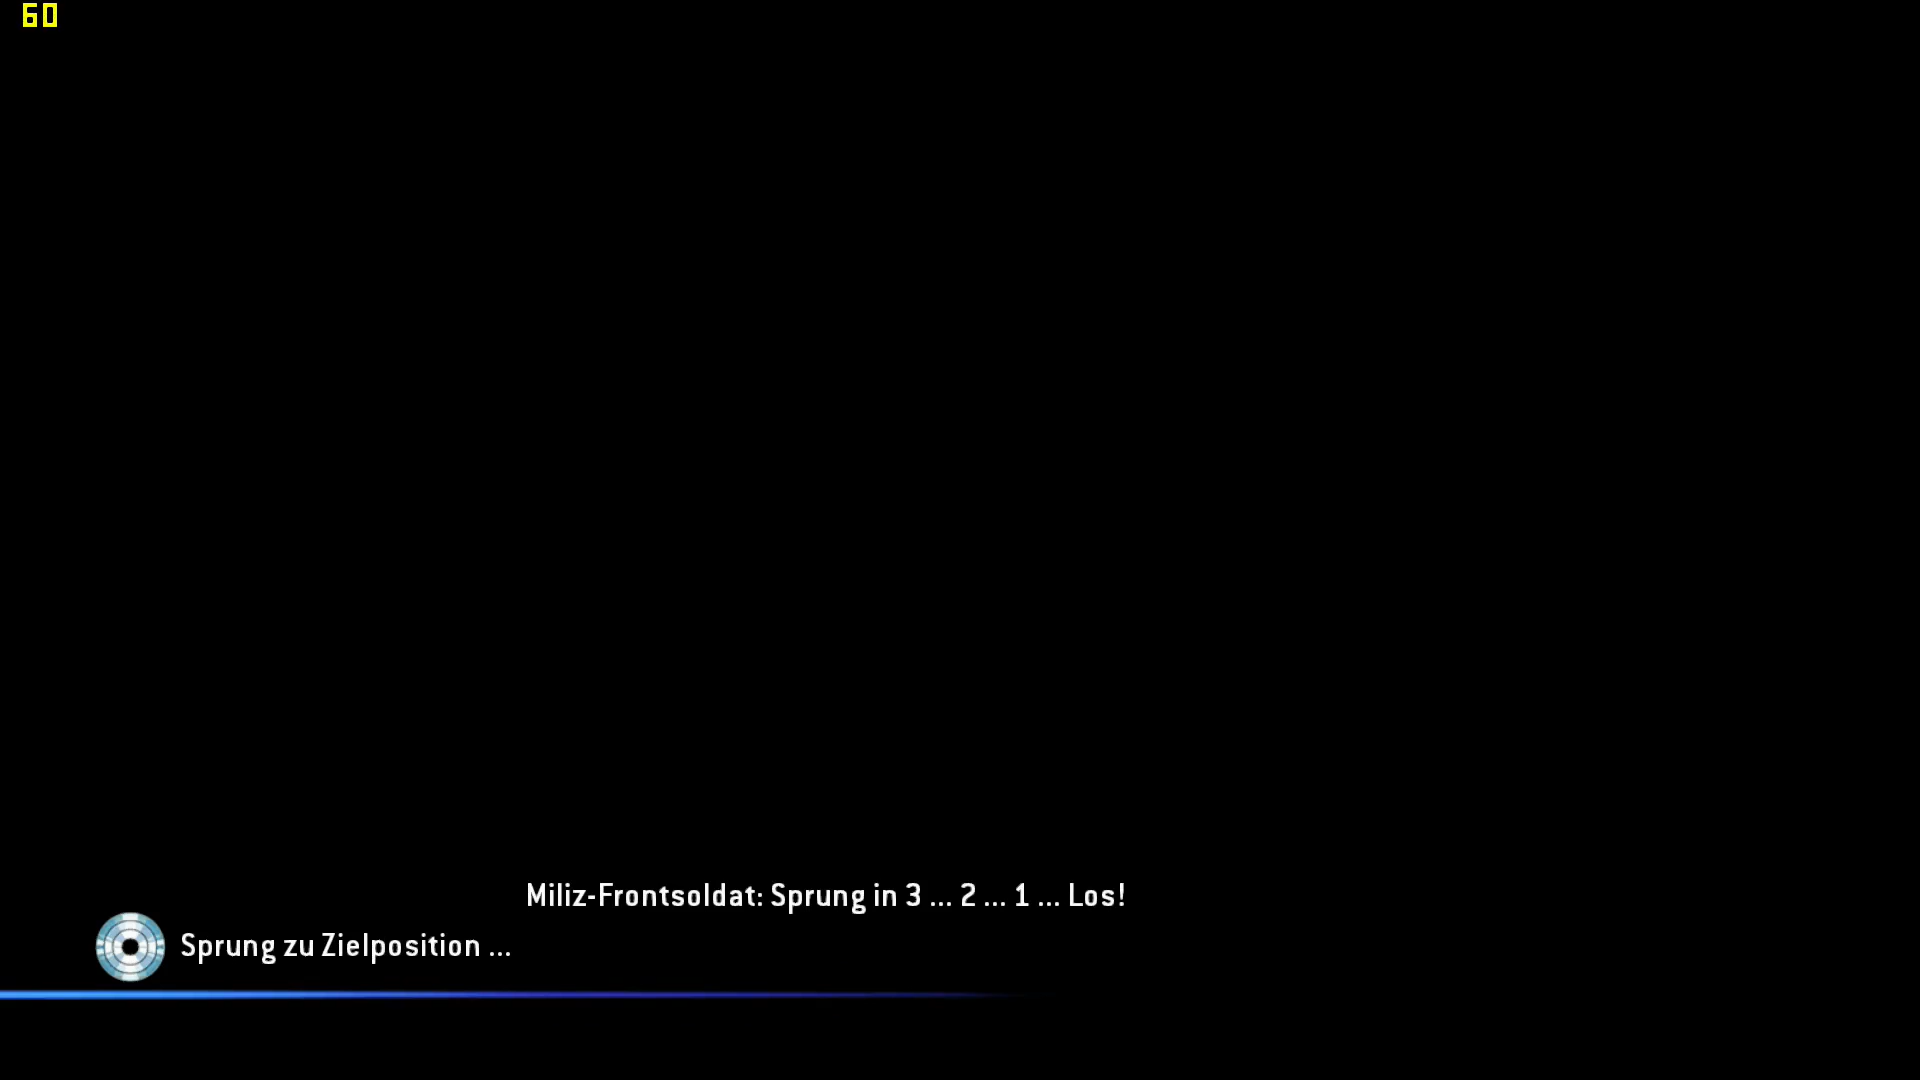 60
Miliz-Frontsoldat: Sprung in 3 ... 2 ... 1 ... Los!
Sprung zu Zielposition ...